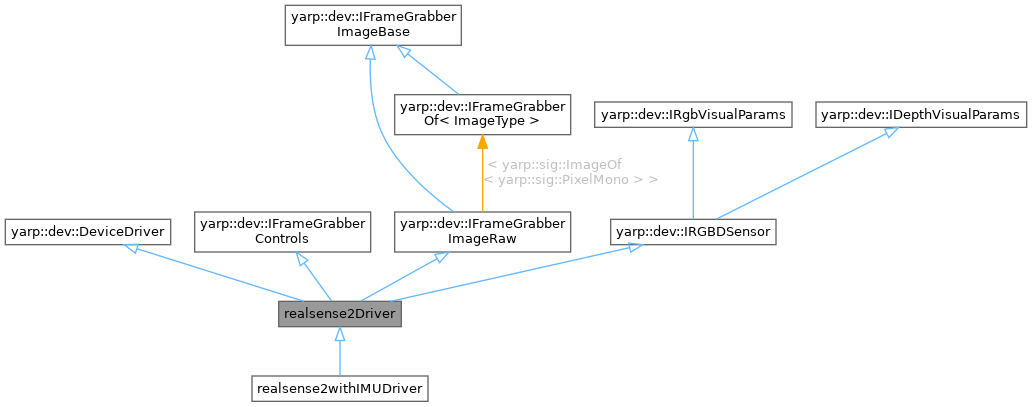 yarp::dev::IFrameGrabber
ImageBase
yarp::dev::IFrameGrabber
Of< ImageType >
yarp::dev::IRgbVisualParams
yarp::dev::IDepthVisualParams
< yarp::sig::ImageOf
< yarp::sig::PixelMono > >
yarp::dev::DeviceDriver
yarp::dev::IFrameGrabber
Controls
yarp::dev::IFrameGrabber
ImageRaw
yarp::dev::IRGBDSensor
realsense2Driver
realsense2withIMUDriver